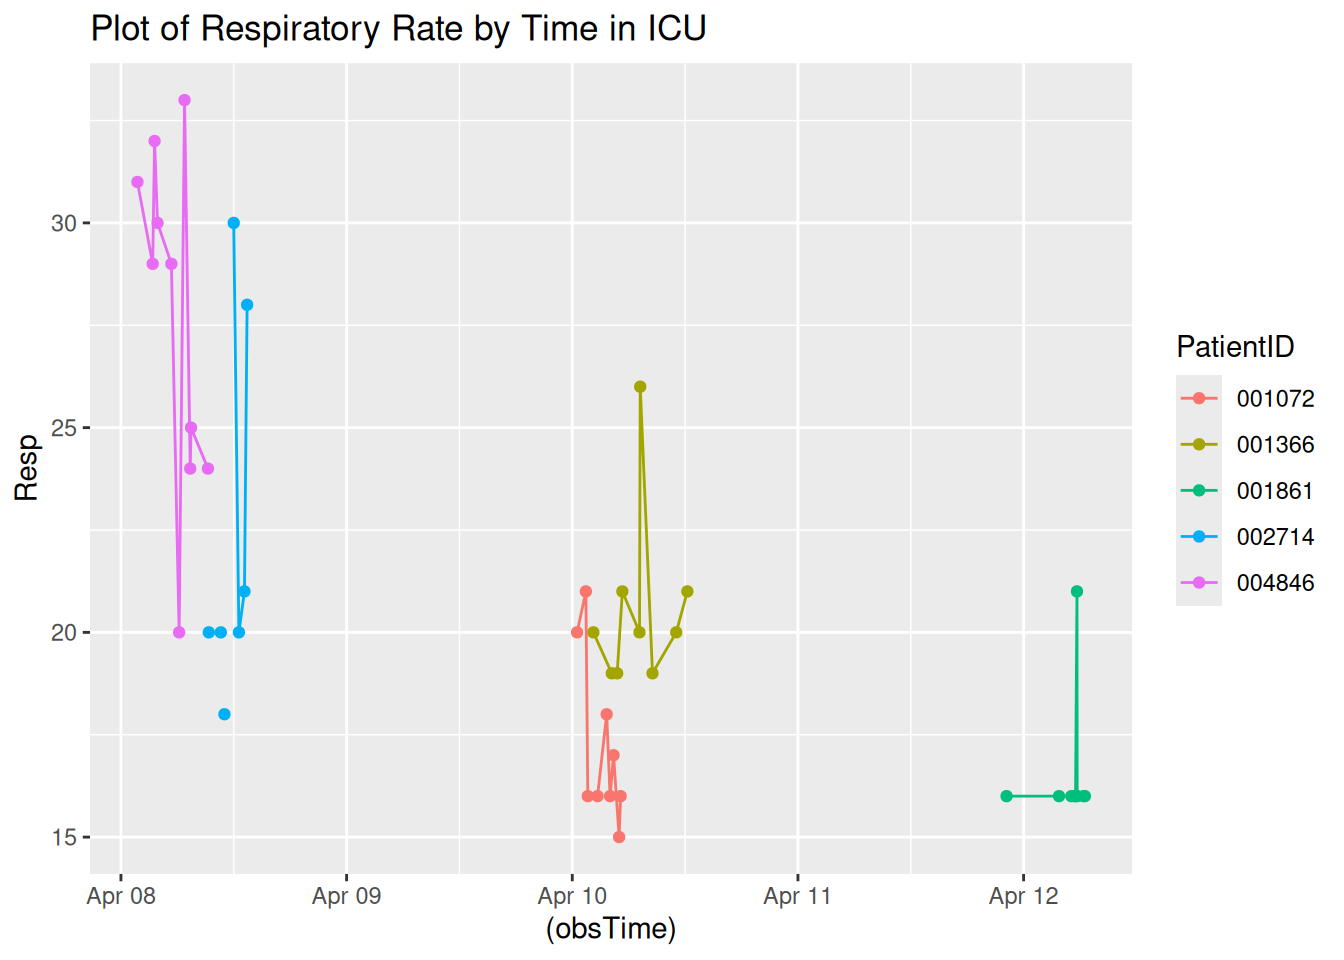 Plot of Respiratory Rate by Time in ICU
Resp
30
25
20
15
Apr 08
Apr 09
Apr 10
Apr 11
Apr 12
(obsTime)
PatientID
001072
001366
001861
002714
004846